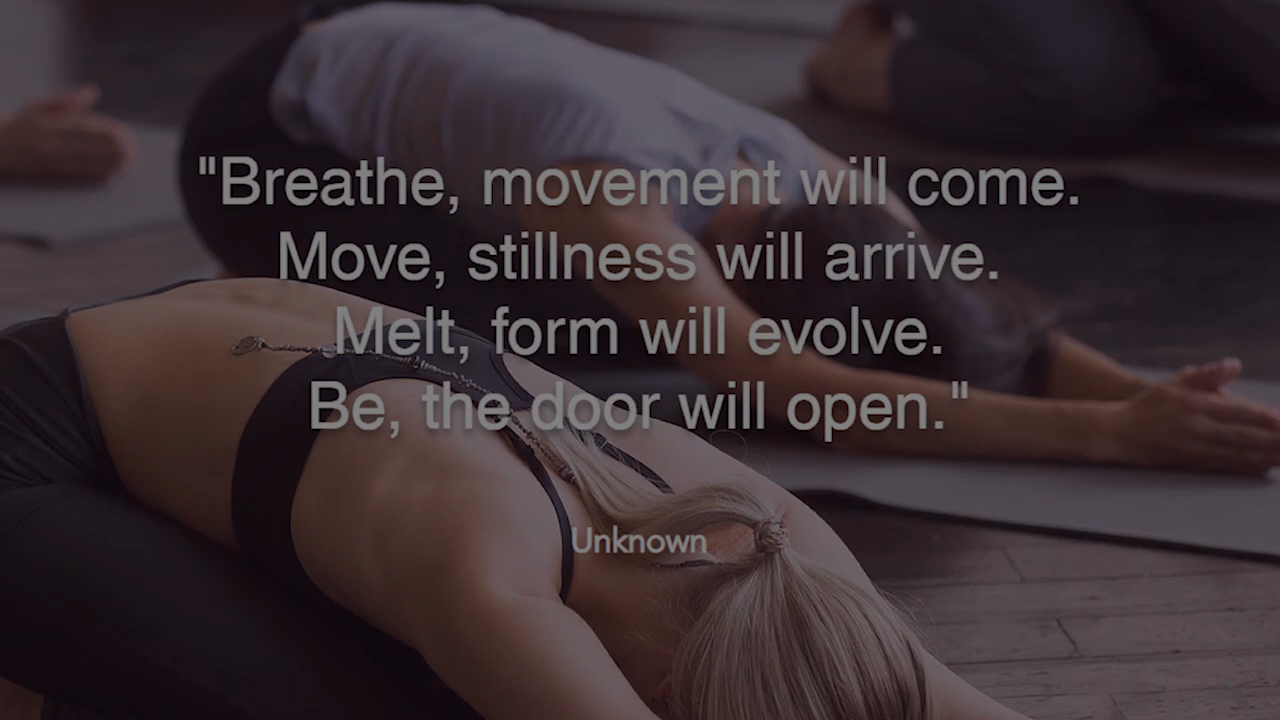 "Breathe, movement will come.
Move, stillness will arrive.
Melt, form will evolve.
Be, the door will open."
Unknown